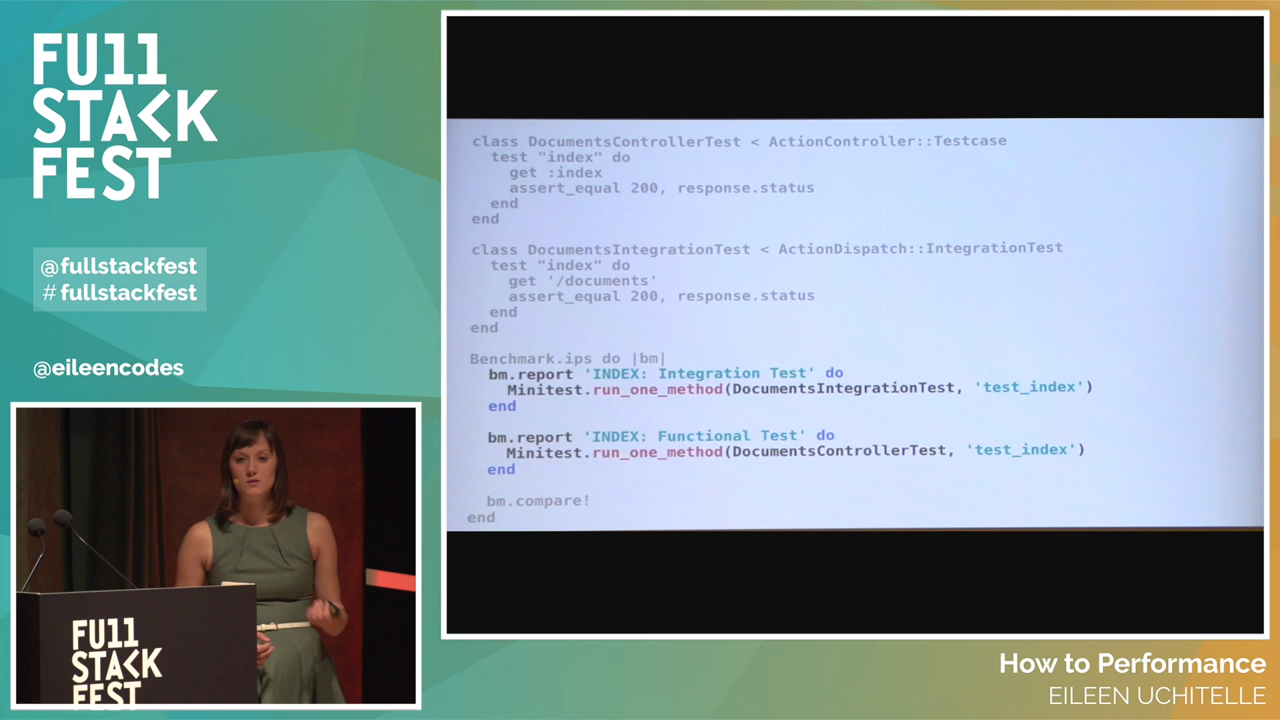 FU11
STACK
FEST
@fullstackfest
# fullstackfest
@eileencodes
class DocumentsControllerTest < ActionController::Testcase
  test "index" do
    get :index
    assert_equal 200, response.status
  end
end
class DocumentsIntegrationTest < ActionDispatch::IntegrationTest
  test "index" do
    get '/documents'
    assert_equal 200, response.status
  end
end
Benchmark.ips do |bm|
  bm.report 'INDEX: Integration Test' do
    Minitest.run_one_method(DocumentsIntegrationTest, 'test_index')
  end
  bm.report 'INDEX: Functional Test' do
    Minitest.run_one_method(DocumentsControllerTest, 'test_index')
  end
  bm.compare!
end
FU11
STACK
FEST
How to Performance
EILEEN UCHITELLE